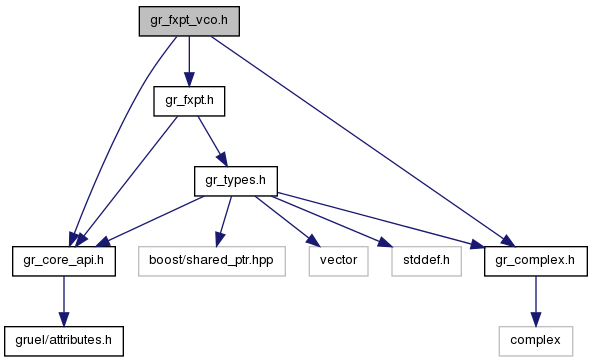 gr_fxpt_vco.h
gr_fxpt.h
gr_types.h
gr_core_api.h
boost/shared_ptr.hpp
vector
stddef.h
gr_complex.h
gruel/attributes.h
complex